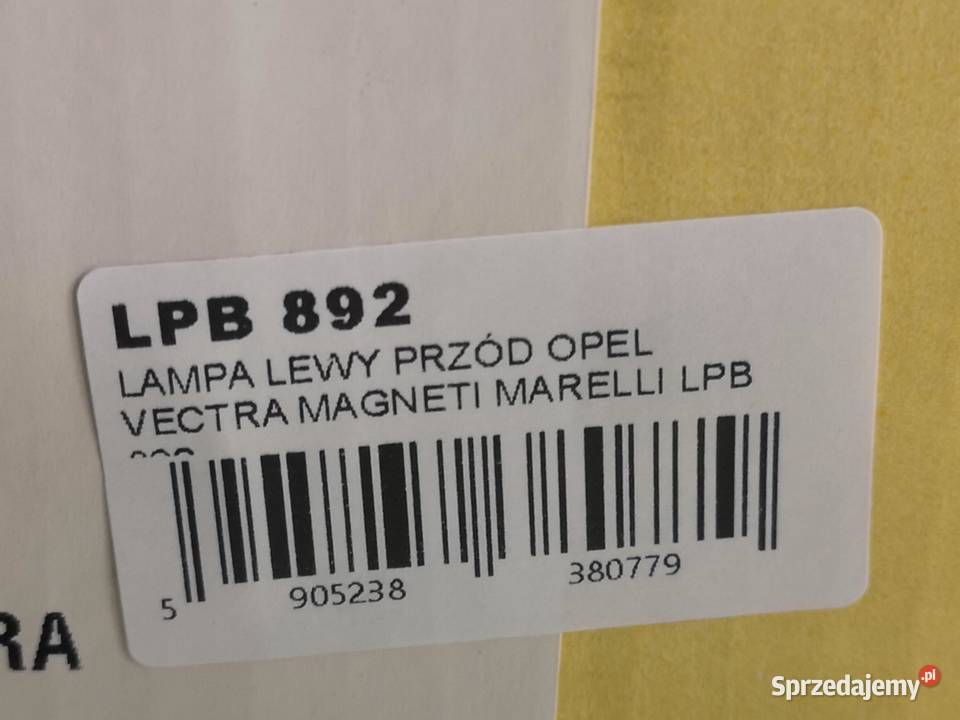 LPB 892
LAMPA LEWY PRZÓD OPEL
VECTRA MAGNETI MARELLI LPB
5 905238 380779
RA
Sprzedajemy.pl